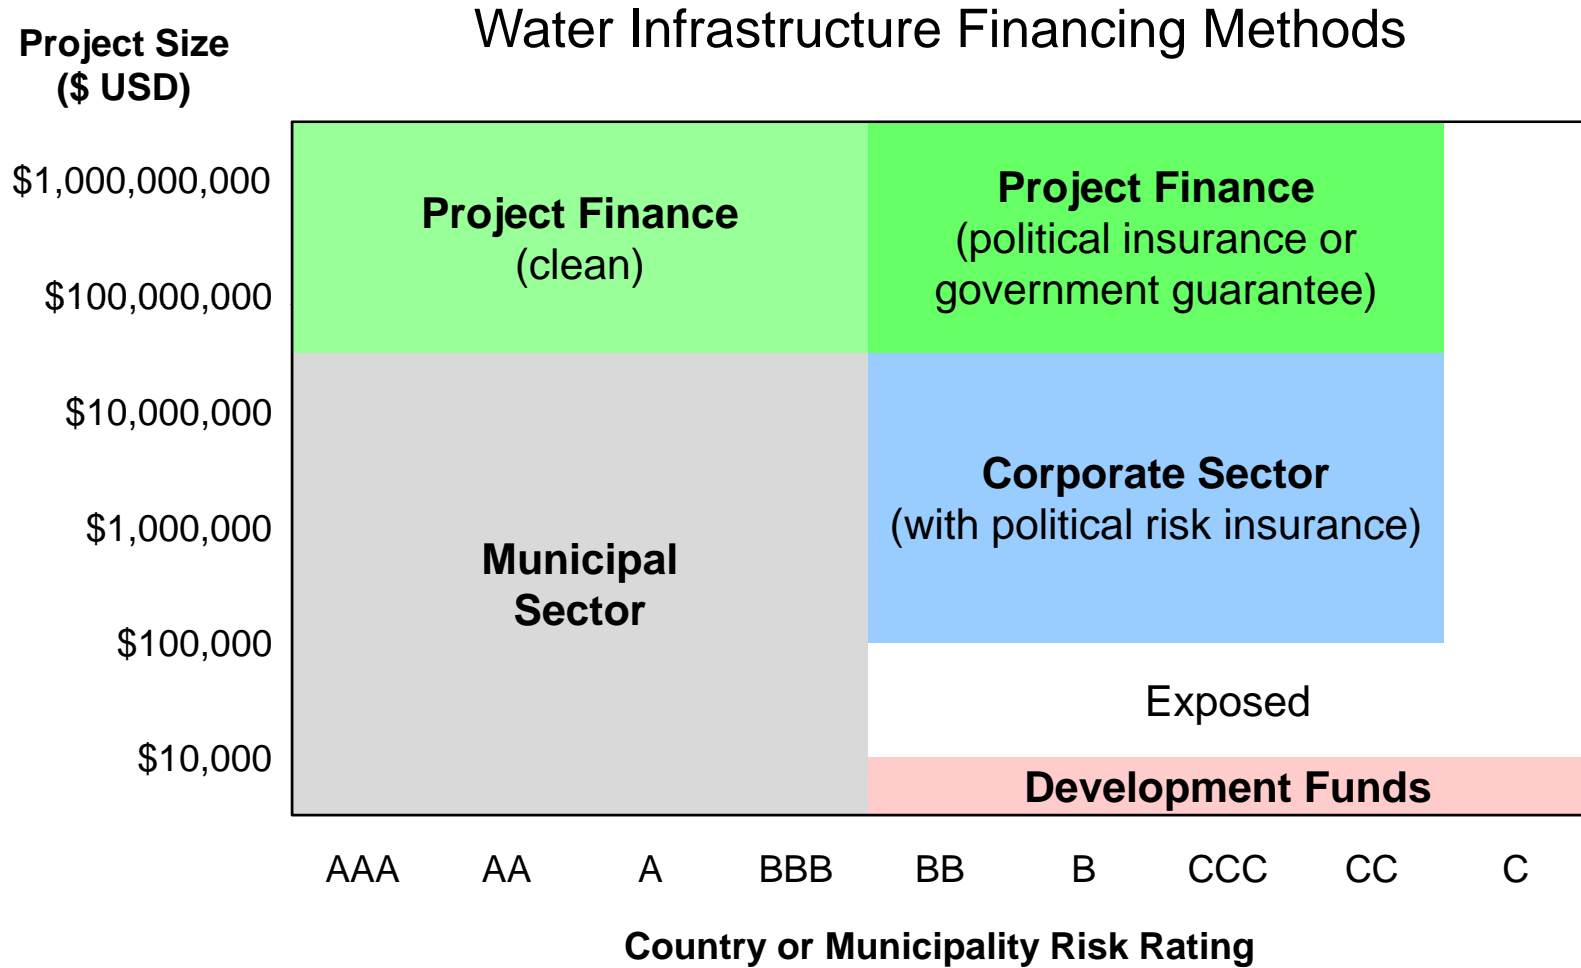 Water Infrastructure Financing Methods
Project Size
($ USD)
$1,000,000,000
$100,000,000
$10,000,000
$1,000,000
$100,000
$10,000
Project Finance
(clean)
Project Finance
(political insurance or
government guarantee)
Municipal
Sector
Corporate Sector
(with political risk insurance)
Exposed
Development Funds
AAA AA A BBB BB B CCC CC C
Country or Municipality Risk Rating